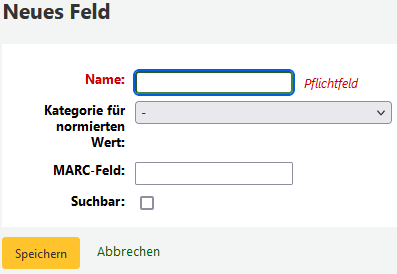 Neues Feld
Name: Pflichtfeld
Kategorie für
normierten
Wert: -
MARC-Feld:
Suchbar:
Speichern Abbrechen